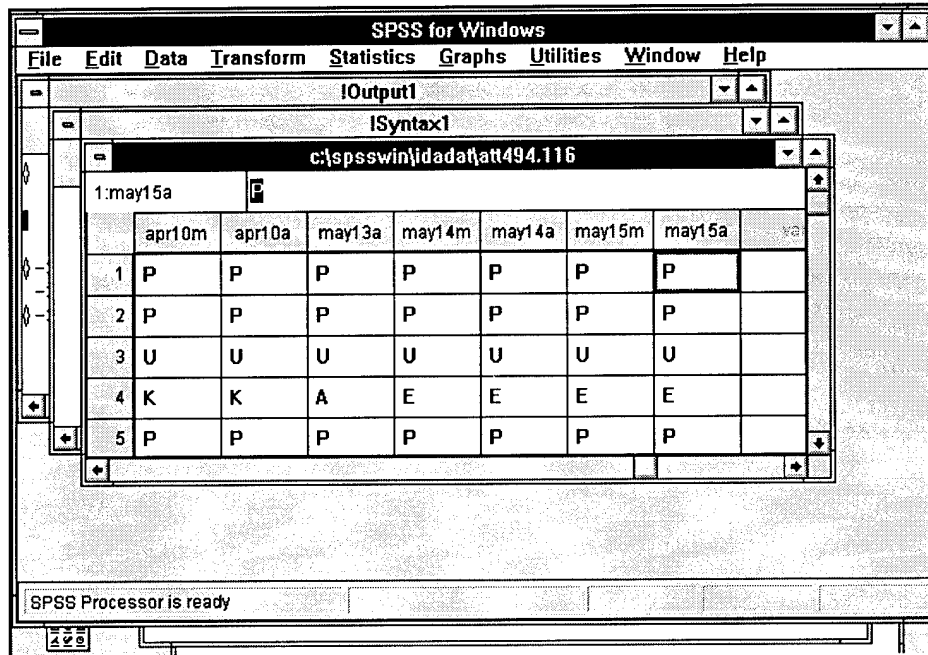 SPSS for Windows
File Edit Data Transform Statistics Graphs Utilities Window Help
!Output1
!Syntax1
c:\spsswin\idadat\att494.116
1:may15a P
apr10m apr10a may13a may14m may14a may15m may15a va
1 P P P P P P P
2 P P P P P P P
3 U U U U U U U
4 K K A E E E E
5 P P P P P P P
SPSS Processor is ready